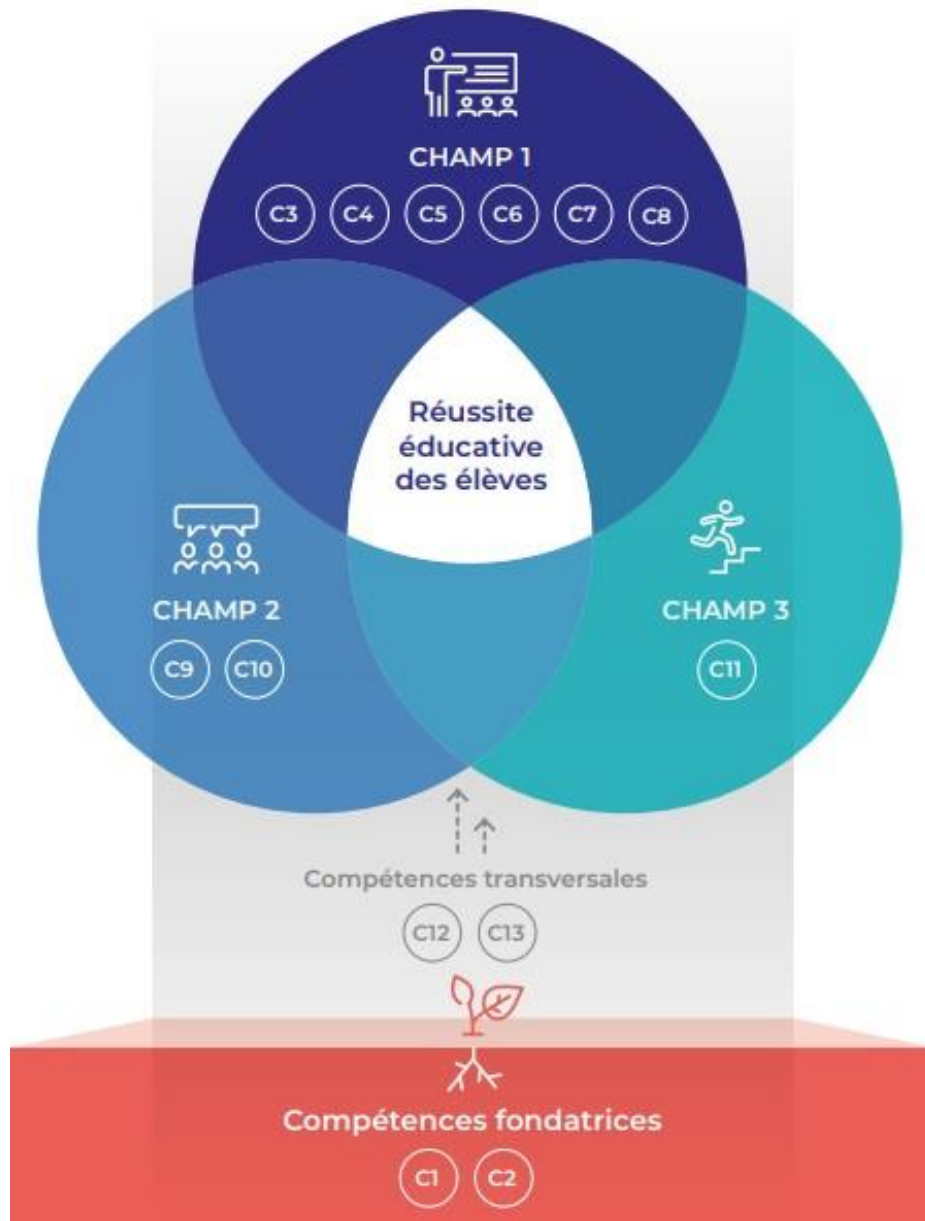 CHAMP 1
C3 C4 C5 C6 C7 C8
Réussite
éducative
des élèves
CHAMP 2
C9 C10
CHAMP 3
C11
Compétences transversales
C12 C13
Compétences fondatrices
C1 C2